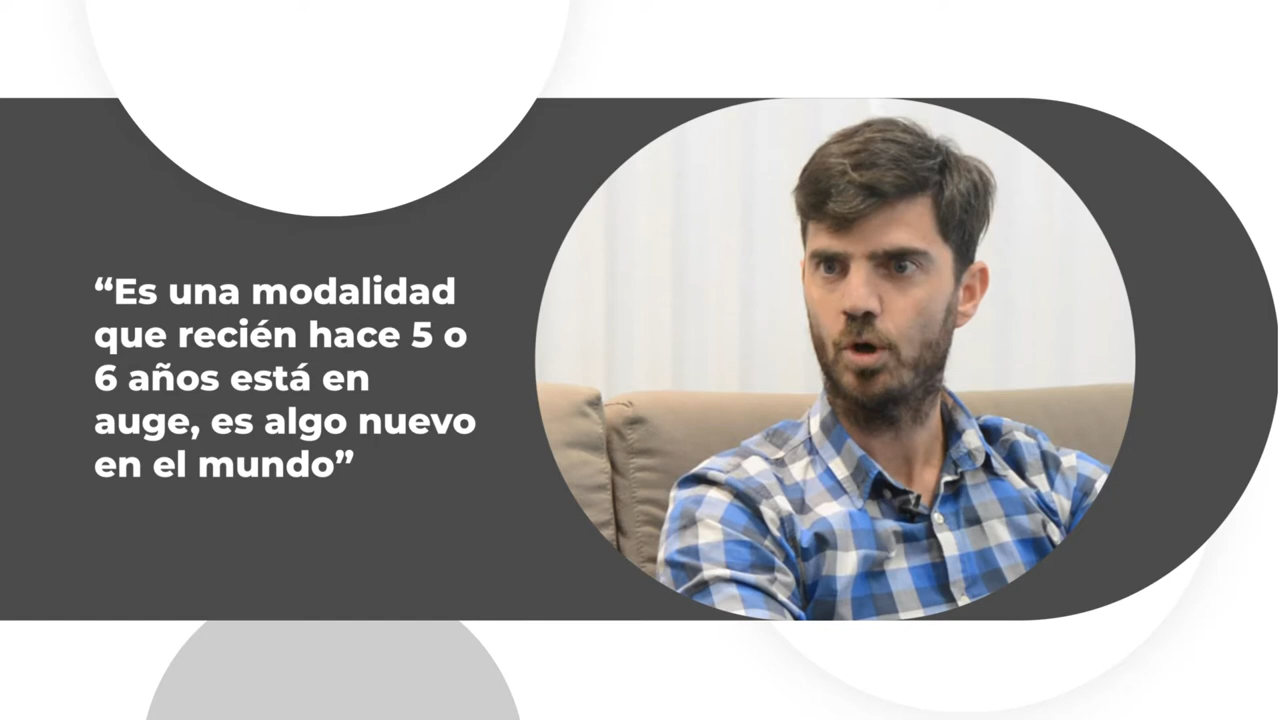 “Es una modalidad
que recién hace 5 o
6 años está en
auge, es algo nuevo
en el mundo”